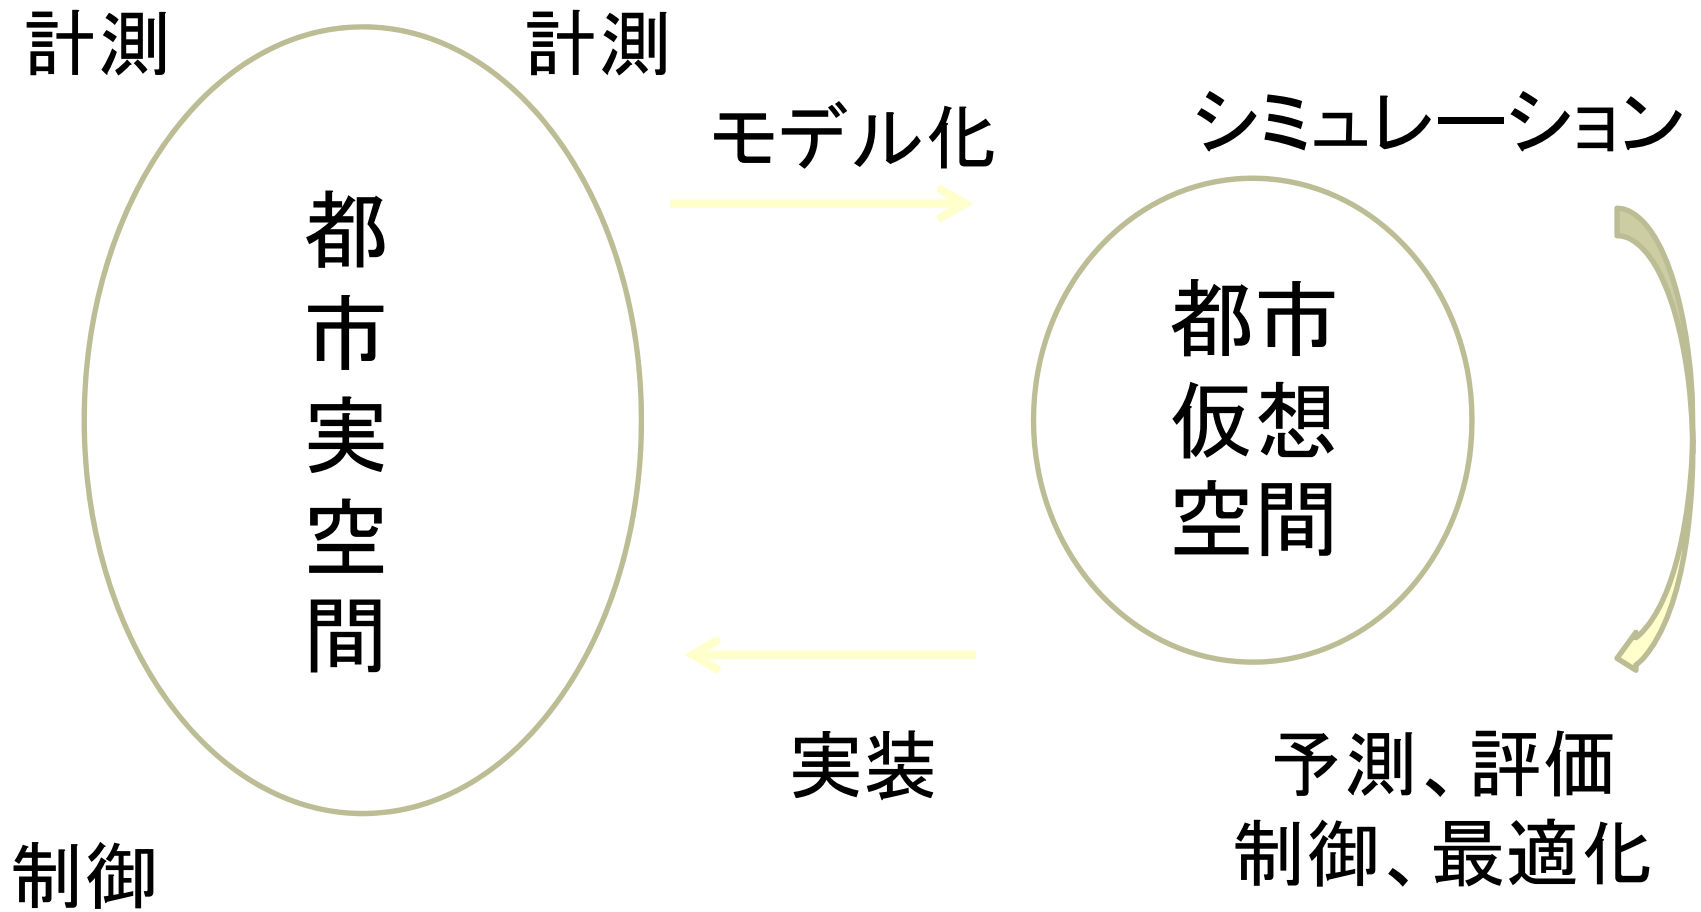 計測
計測
モデル化
シミュレーション
都市実空間
都市
仮想
空間
実装
予測、評価
制御、最適化
制御